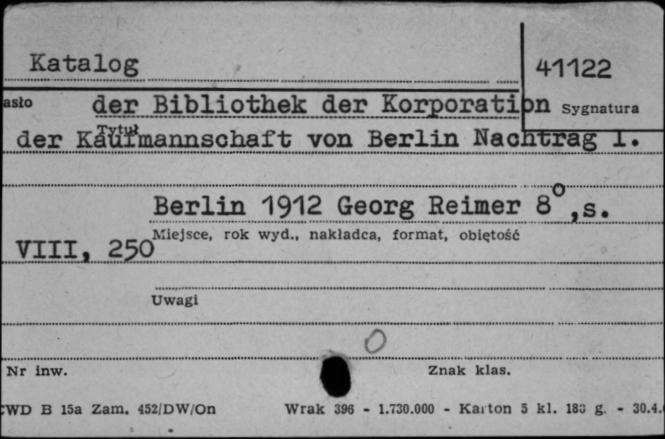 Katalog
41122
asło der Bibliothek der Korporation Sygnatura
Tytuł
der Kaufmannschaft von Berlin Nachtrag I.
Berlin 1912 Georg Reimer 8°,s.
Miejsce, rok wyd., nakładca, format, obiętość
VIII, 250
Uwagi
0
Nr inw. Znak klas.
CWD B 15a Zam. 452/DW/On Wrak 396 - 1.730.000 - Karton 5 kl. 180 g. - 30.4.